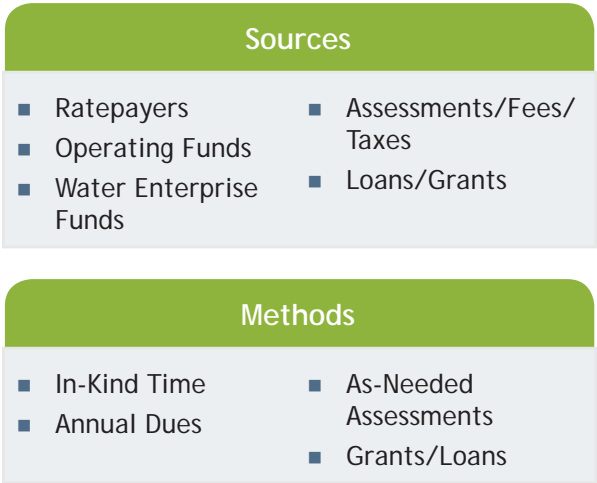 Sources
Ratepayers
Operating Funds
Water Enterprise
Funds
Assessments/Fees/
Taxes
Loans/Grants
Methods
In-Kind Time
Annual Dues
As-Needed
Assessments
Grants/Loans